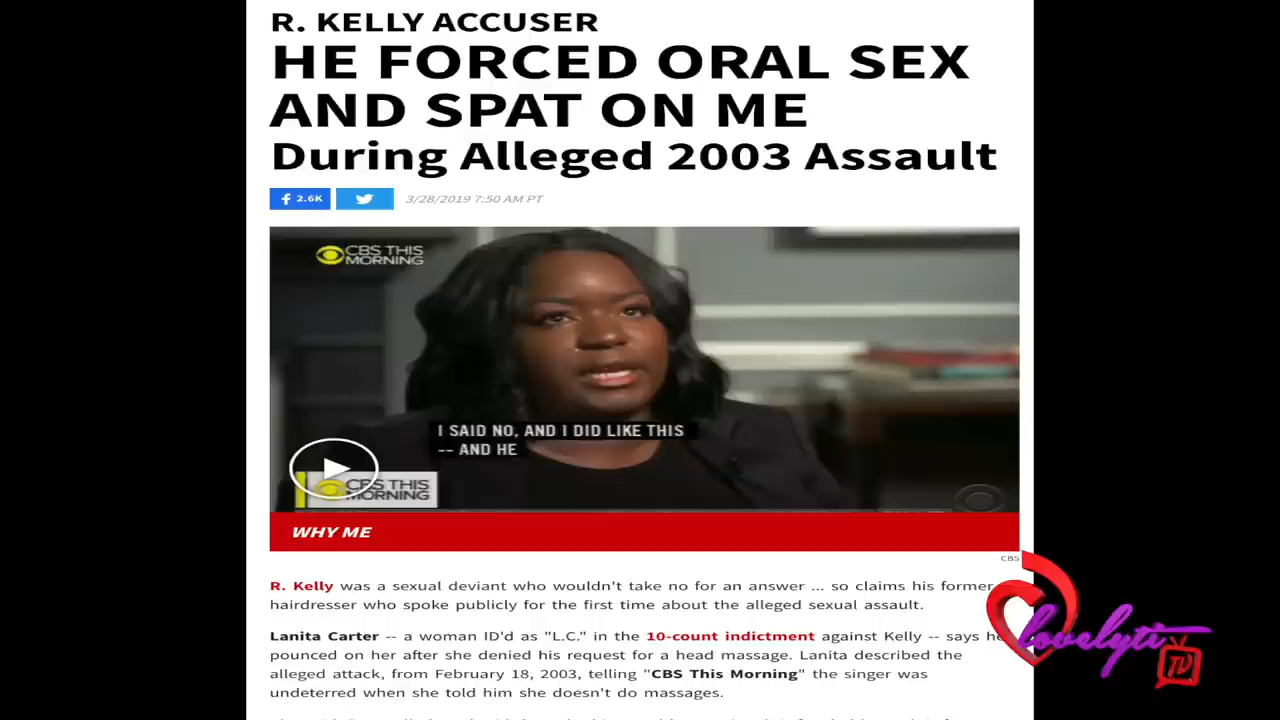 R. KELLY ACCUSER
HE FORCED ORAL SEX
AND SPAT ON ME
During Alleged 2003 Assault
f 2.6K
3/28/2019 7:50 AM PT
CBS THIS
MORNING
I SAID NO, AND I DID LIKE THIS
-- AND HE
CBS THIS
MORNING
WHY ME
CBS
R. Kelly was a sexual deviant who wouldn't take no for an answer ... so claims his former
hairdresser who spoke publicly for the first time about the alleged sexual assault.
Lanita Carter -- a woman ID'd as "L.C." in the 10-count indictment against Kelly -- says he
pounced on her after she denied his request for a head massage. Lanita described the
alleged attack, from February 18, 2003, telling "CBS This Morning" the singer was
undeterred when she told him she doesn't do massages.
lovelyti
TV